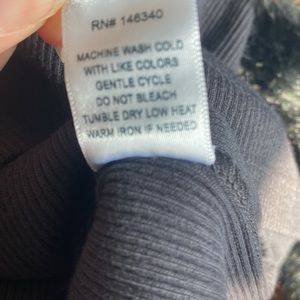 RN# 146340
MACHINE WASH COLD
WITH LIKE COLORS
GENTLE CYCLE
DO NOT BLEACH
TUMBLE DRY LOW HEAT
WARM IRON IF NEEDED